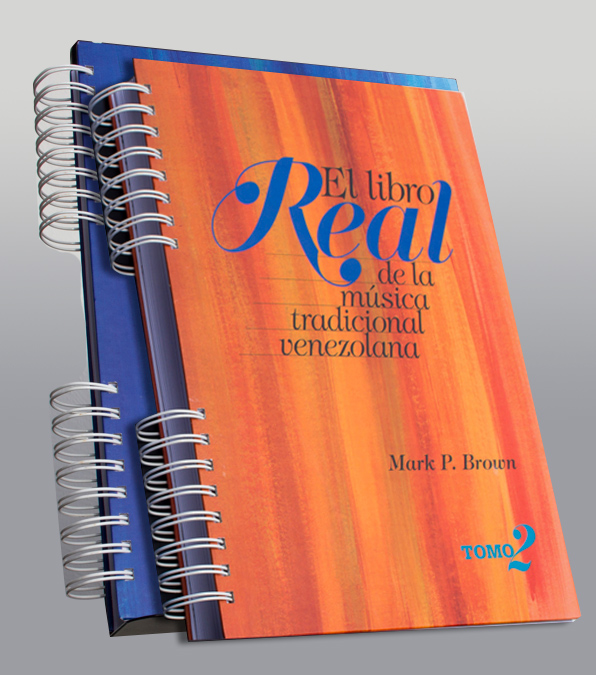 El libro
Real
de la
música
tradicional
venezolana
Mark P. Brown
TOMO 2